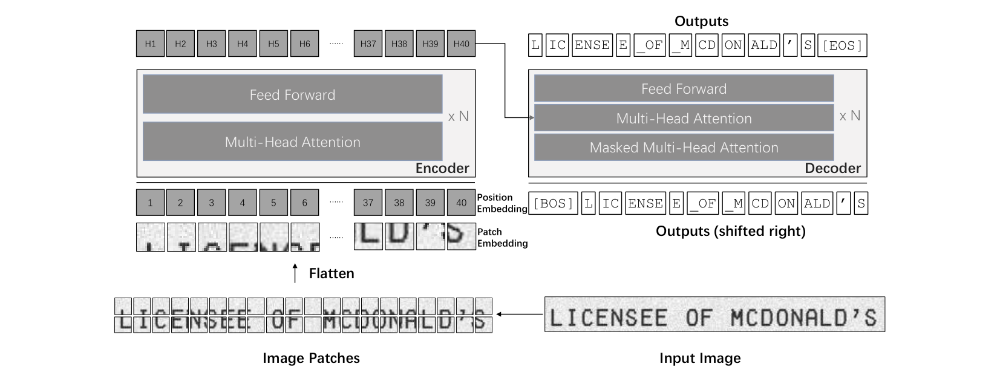 Outputs
H1 H2 H3 H4 H5 H6 ...... H37 H38 H39 H40
L IC ENSE E _OF _M CD ON ALD ’ S [EOS]
Feed Forward
Multi-Head Attention
x N
Encoder
Feed Forward
Multi-Head Attention
Masked Multi-Head Attention
x N
Decoder
1 2 3 4 5 6 ...... 37 38 39 40
Position
Embedding
[BOS] L IC ENSE E _OF _M CD ON ALD ’ S
L I C E N S E ...... L D ’ S
Patch
Embedding
Outputs (shifted right)
Flatten
LICENSEE OF MCDONALD’S
LICENSEE OF MCDONALD’S
Image Patches
Input Image